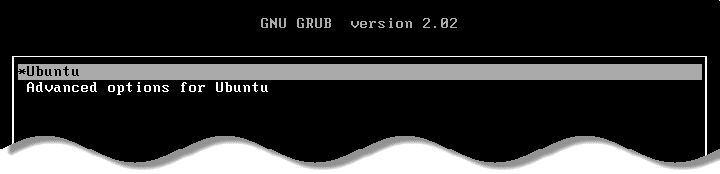 GNU GRUB  version 2.02
*Ubuntu
Advanced options for Ubuntu